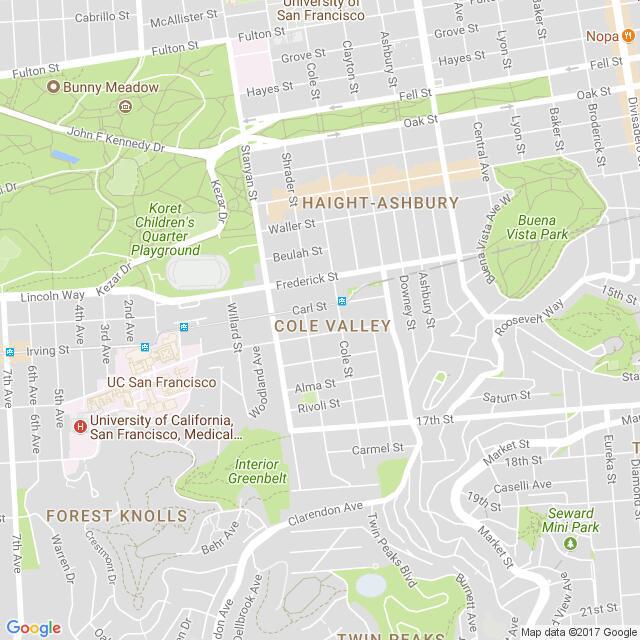 Cabrillo St
McAllister St
University of
San Francisco
Fulton St
Fulton St
Fulton St
Grove St
Grove St
Hayes St
Hayes St
Cole St
Clayton St
Ashbury St
Ave
Lyon St
Baker St
Nopa
Fell St
Fell St
Oak St
Oak St
Divisadero
Bunny Meadow
John F Kennedy Dr
Dr
Kezar Dr
Kezar Dr
Stanyan St
Shrader St
Central Ave
Lyon St
Baker St
Broderick St
HAIGHT-ASHBURY
Waller St
Beulah St
Frederick St
Koret
Children's
Quarter
Playground
Buena
Vista Park
Buena Vista Ave W
Lincoln Way
Carl St
COLE VALLEY
Downey St
Ashbury St
Roosevelt Way
15th St
4th Ave
3rd Ave
2nd Ave
Irving St
Willard St
Woodland Ave
Cole St
UC San Francisco
7th Ave
6th Ave
6th Ave
5th Ave
University of California,
San Francisco, Medical...
Alma St
Rivoli St
17th St
Saturn St
Sta
Carmel St
Market St
18th St
Caselli Ave
19th St
Market St
Eureka St
Diamond St
T
Interior
Greenbelt
FOREST KNOLLS
Clarendon Ave
Seward
Mini Park
7th Ave
Warren Dr
Crestmont Dr
Behr Ave
Dellbrook Ave
don Ave
Twin Peaks Blvd
Burnett Ave
d View Ave
21st St
TWIN PEAKS
Google
Map data ©2017 Google